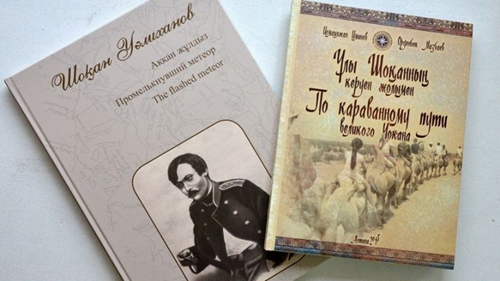 Шоқан Уәлиханов
Аққан жұлдыз
Промелькнувший метеор
The flashed meteor
Ұлы Шоқанның
керуен жолымен
По караванному пути
великого Чокана